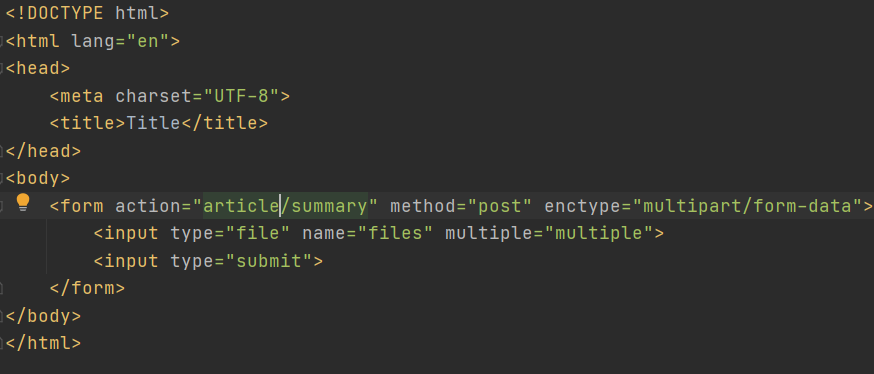 <!DOCTYPE html>
<html lang="en">
<head>
    <meta charset="UTF-8">
    <title>Title</title>
</head>
<body>
    <form action="article/summary" method="post" enctype="multipart/form-data">
        <input type="file" name="files" multiple="multiple">
        <input type="submit">
    </form>
</body>
</html>